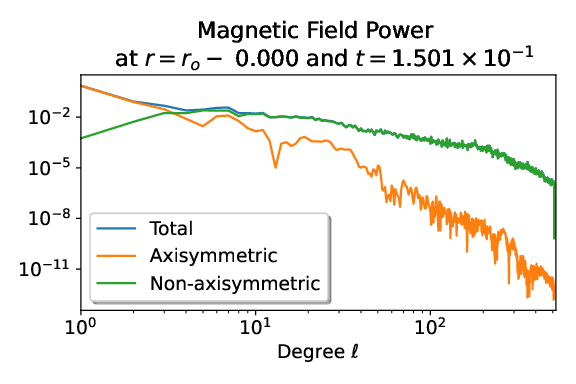 Magnetic Field Power
at r = r_o − 0.000 and t = 1.501 × 10^−1
10^−2
10^−5
10^−8
10^−11
Total
Axisymmetric
Non-axisymmetric
10^0 10^1 10^2
Degree ℓ